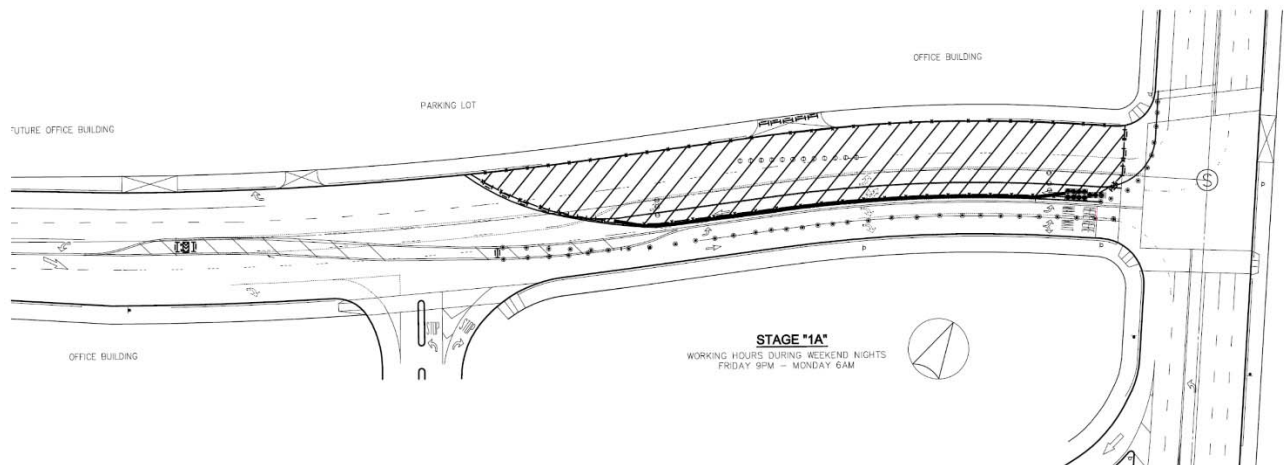 OFFICE BUILDING
PARKING LOT
FUTURE OFFICE BUILDING
S
STOP
STOP
STAGE "1A"
WORKING HOURS DURING WEEKEND NIGHTS
FRIDAY 9PM – MONDAY 6AM
OFFICE BUILDING